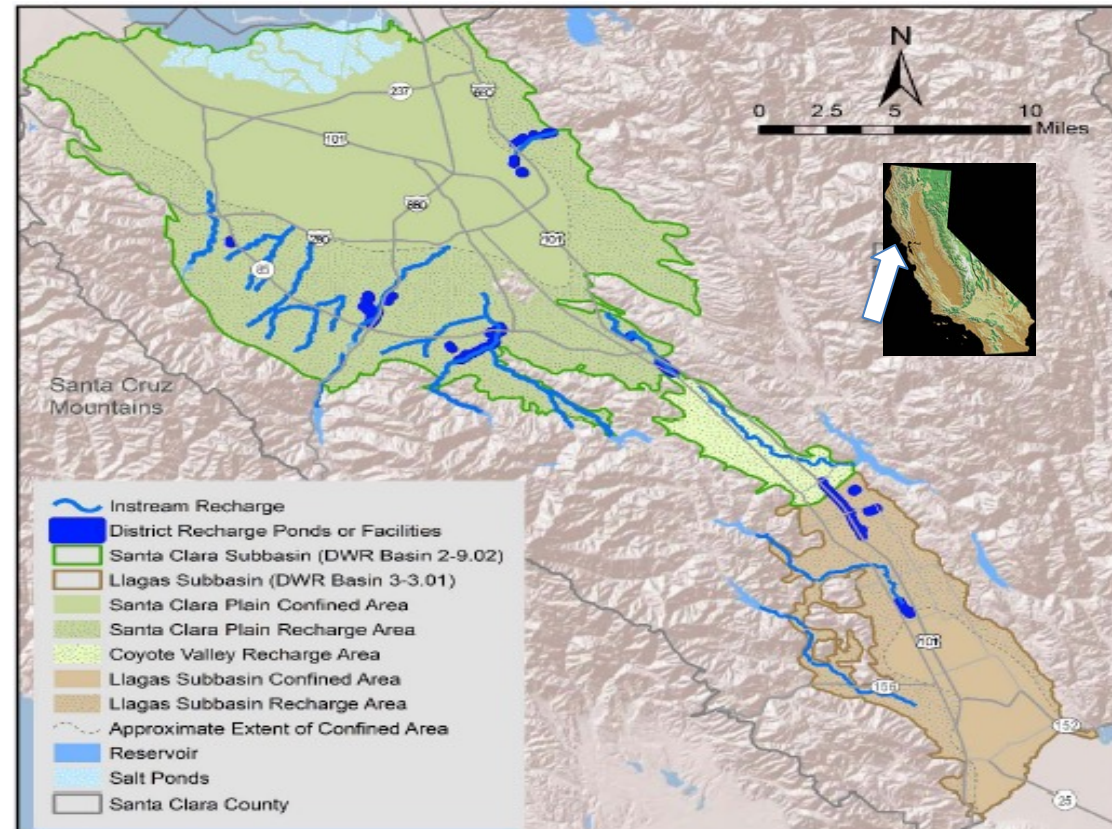 N
0 2.5 5 10
Miles
237
680
101
880
101
280
85
Santa Cruz
Mountains
Instream Recharge
District Recharge Ponds or Facilities
Santa Clara Subbasin (DWR Basin 2-9.02)
Llagas Subbasin (DWR Basin 3-3.01)
Santa Clara Plain Confined Area
Santa Clara Plain Recharge Area
Coyote Valley Recharge Area
Llagas Subbasin Confined Area
Llagas Subbasin Recharge Area
Approximate Extent of Confined Area
Reservoir
Salt Ponds
Santa Clara County
101
152
25